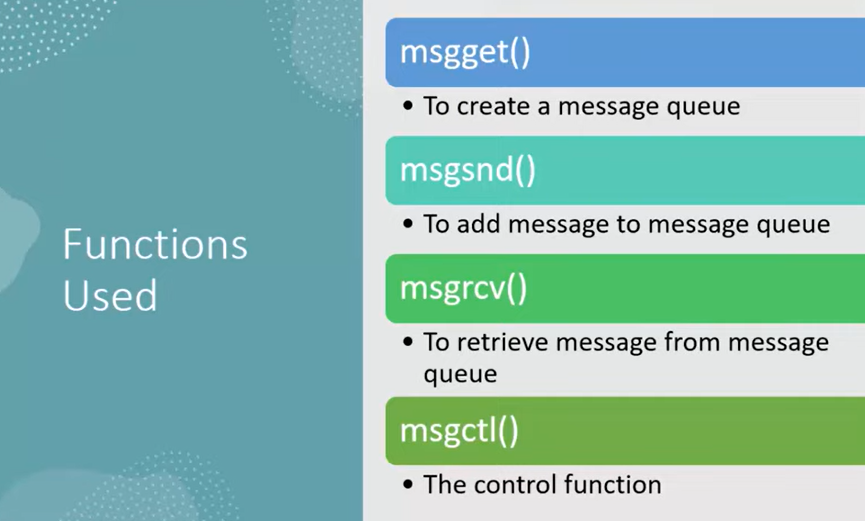 Functions
Used
msgget()
• To create a message queue
msgsnd()
• To add message to message queue
msgrcv()
• To retrieve message from message
queue
msgctl()
• The control function